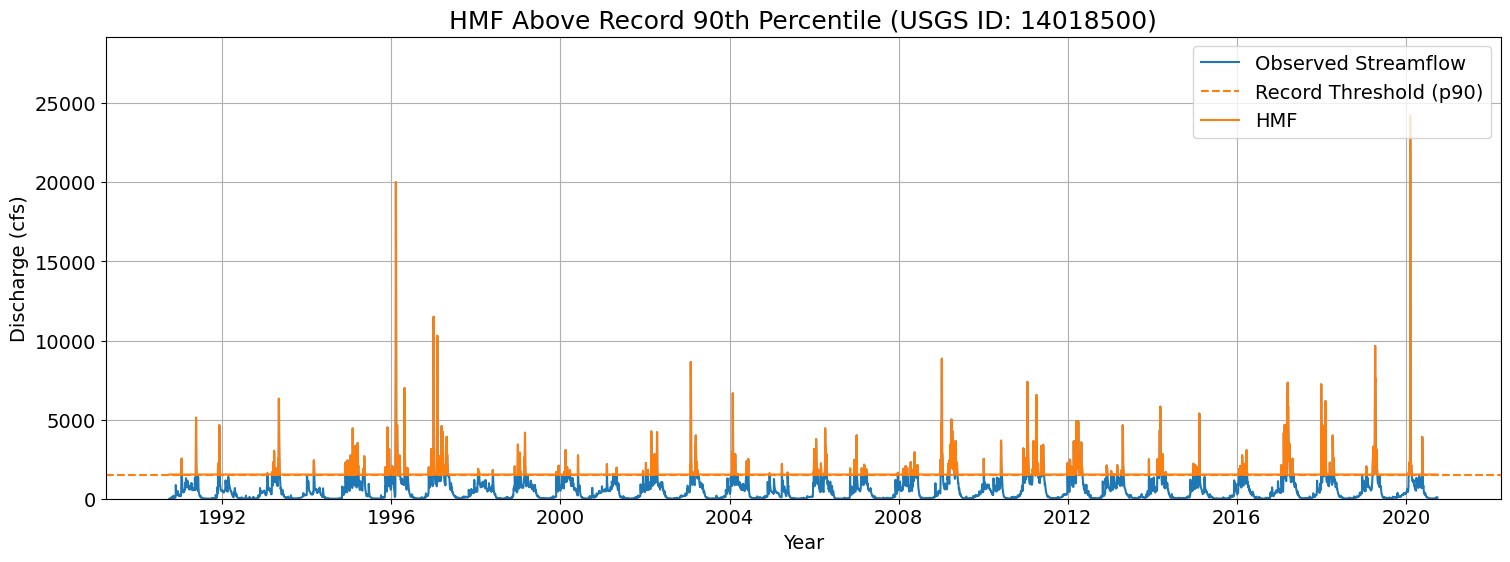 HMF Above Record 90th Percentile (USGS ID: 14018500)
Observed Streamflow
Record Threshold (p90)
HMF
Discharge (cfs)
25000
20000
15000
10000
5000
0
1992 1996 2000 2004 2008 2012 2016 2020
Year